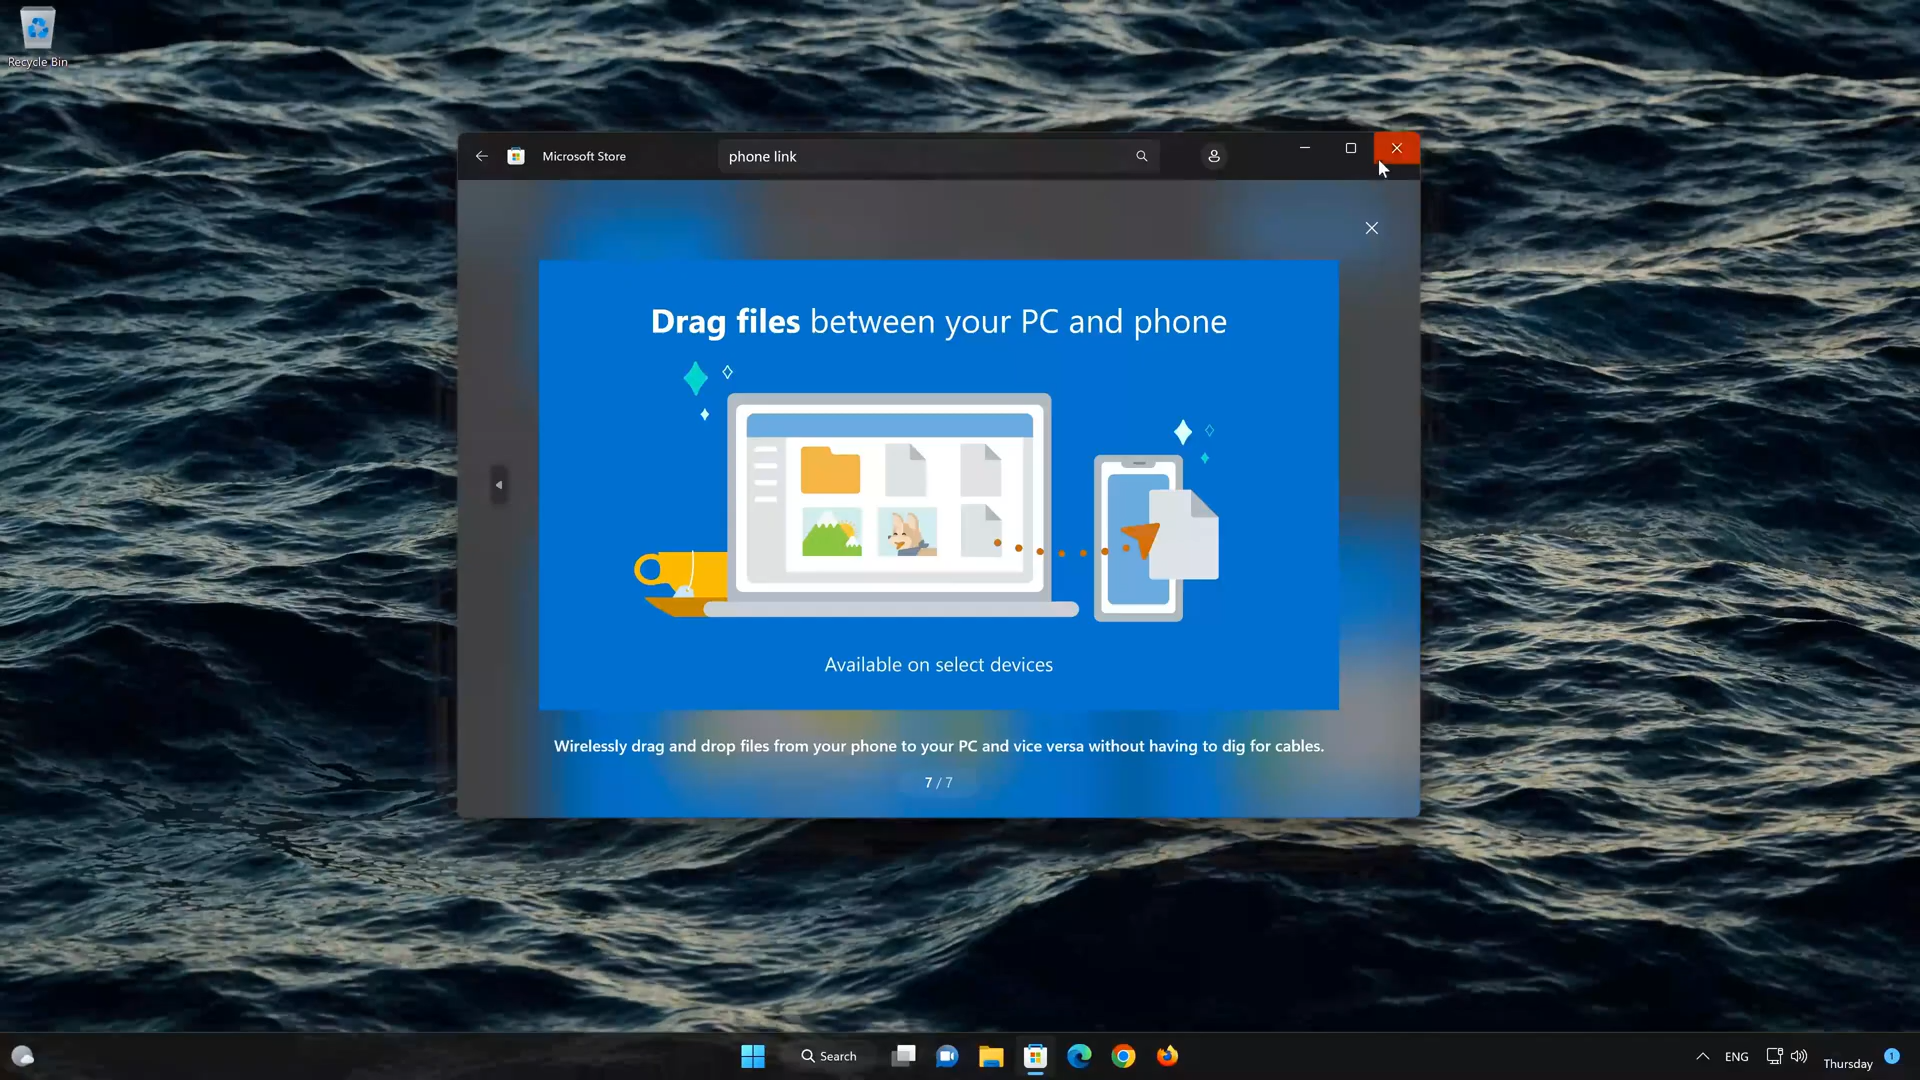 Recycle Bin
Microsoft Store
phone link
Drag files between your PC and phone
Available on select devices
Wirelessly drag and drop files from your phone to your PC and vice versa without having to dig for cables.
7 / 7
Search
ENG
Thursday
1